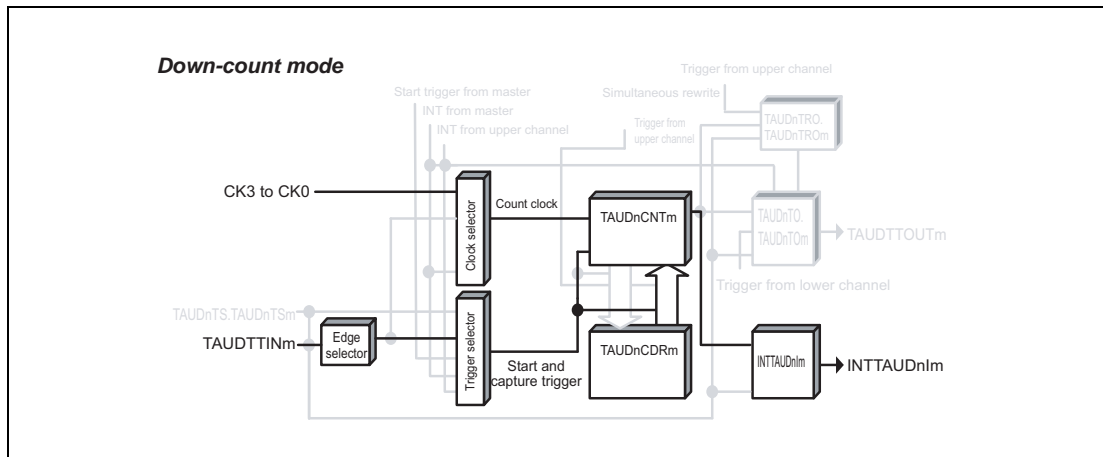 Down-count mode
Trigger from upper channel
Simultaneous rewrite
Start trigger from master
INT from master
INT from upper channel
Trigger from
upper channel
TAUDnTRO.
TAUDnTROm
CK3 to CK0
Clock selector
Count clock
TAUDnCNTm
TAUDnTO.
TAUDnTOm
TAUDTTOUTm
Trigger from lower channel
TAUDnTS.TAUDnTSm
TAUDTTINm
Edge
selector
Trigger selector
Start and
capture trigger
TAUDnCDRm
INTTAUDnIm
INTTAUDnIm